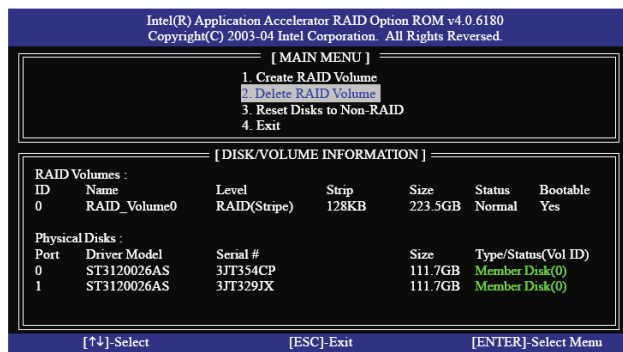 Intel(R) Application Accelerator RAID Option ROM v4.0.6180
Copyright(C) 2003-04 Intel Corporation. All Rights Reversed.
[ MAIN MENU ]
1. Create RAID Volume
2. Delete RAID Volume
3. Reset Disks to Non-RAID
4. Exit
[ DISK/VOLUME INFORMATION ]
RAID Volumes :
ID Name Level Strip Size Status Bootable
0 RAID_Volume0 RAID(Stripe) 128KB 223.5GB Normal Yes
Physical Disks :
Port Driver Model Serial # Size Type/Status(Vol ID)
0 ST3120026AS 3JT354CP 111.7GB Member Disk(0)
1 ST3120026AS 3JT329JX 111.7GB Member Disk(0)
[↑↓]-Select [ESC]-Exit [ENTER]-Select Menu